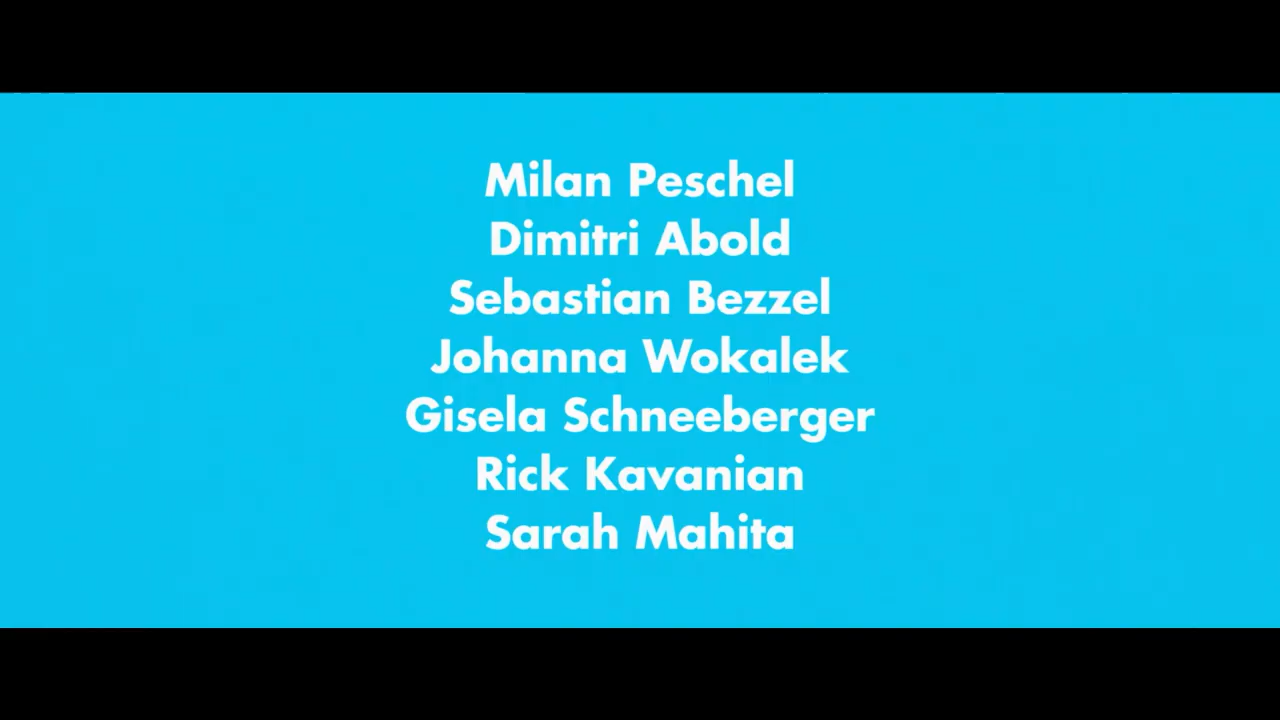 Milan Peschel
Dimitri Abold
Sebastian Bezzel
Johanna Wokalek
Gisela Schneeberger
Rick Kavanian
Sarah Mahita